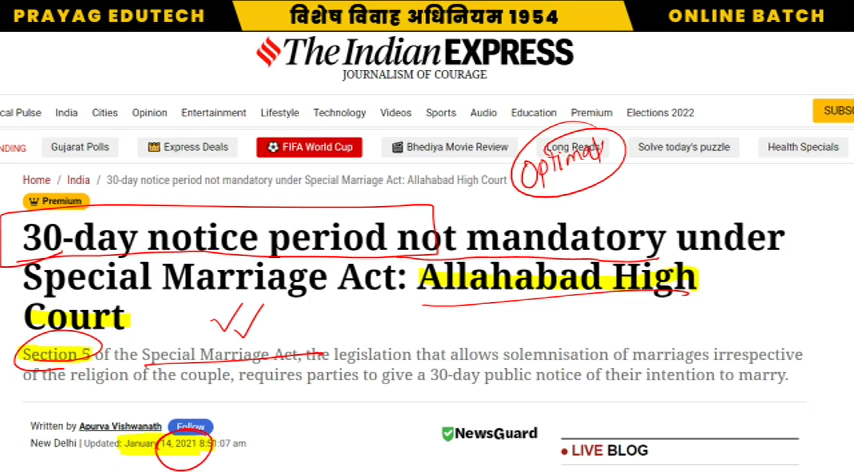 PRAYAG EDUTECH विशेष विवाह अधिनियम 1954 ONLINE BATCH
The Indian EXPRESS
JOURNALISM OF COURAGE
cal Pulse India Cities Opinion Entertainment Lifestyle Technology Videos Sports Audio Education Premium Elections 2022 SUBSC
NDING Gujarat Polls Express Deals FIFA World Cup Bhediya Movie Review Long Reads Solve today's puzzle Health Specials
Optimal
Home > India > 30-day notice period not mandatory under Special Marriage Act: Allahabad High Court
Premium
30-day notice period not mandatory under
Special Marriage Act: Allahabad High
Court
Section 5 of the Special Marriage Act, the legislation that allows solemnisation of marriages irrespective
of the religion of the couple, requires parties to give a 30-day public notice of their intention to marry.
Written by Apurva Vishwanath Follow
New Delhi | Updated: January 14, 2021 8:51:07 am
NewsGuard
LIVE BLOG